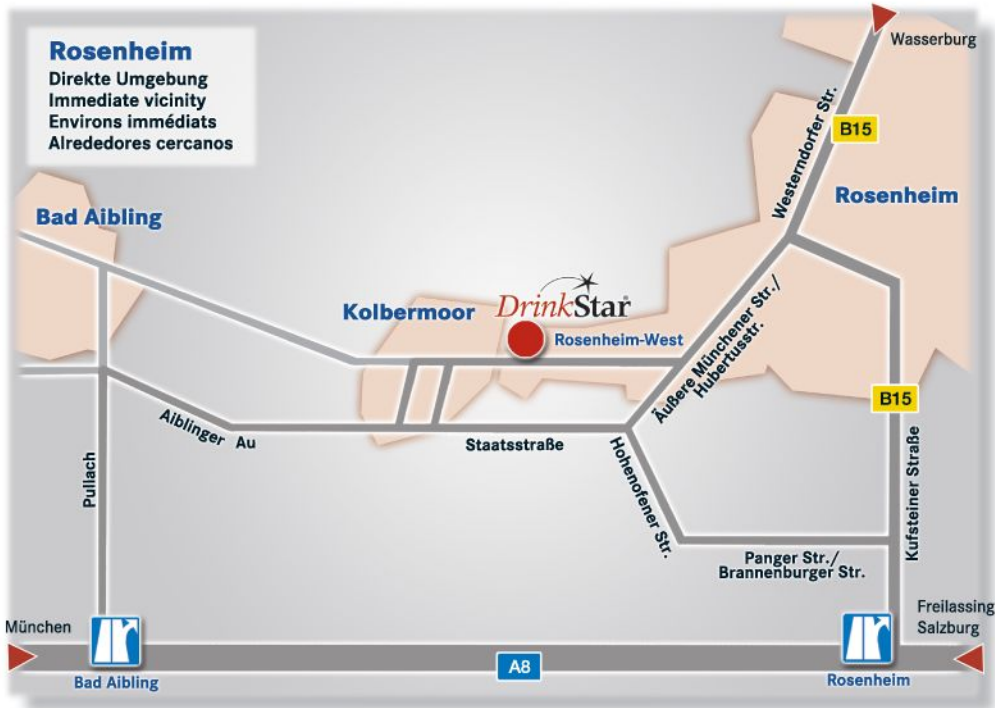 Rosenheim
Direkte Umgebung
Immediate vicinity
Environs immédiats
Alrededores cercanos
Wasserburg
B15
Westerndorfer Str.
Rosenheim
Bad Aibling
Kolbermoor
DrinkStar®
Rosenheim-West
Äußere Münchener Str./
Hubertusstr.
B15
Aiblinger Au
Staatsstraße
Hohenofener Str.
Pullach
Kufsteiner Straße
Panger Str./
Brannenburger Str.
München
Freilassing
Salzburg
A8
Bad Aibling
Rosenheim